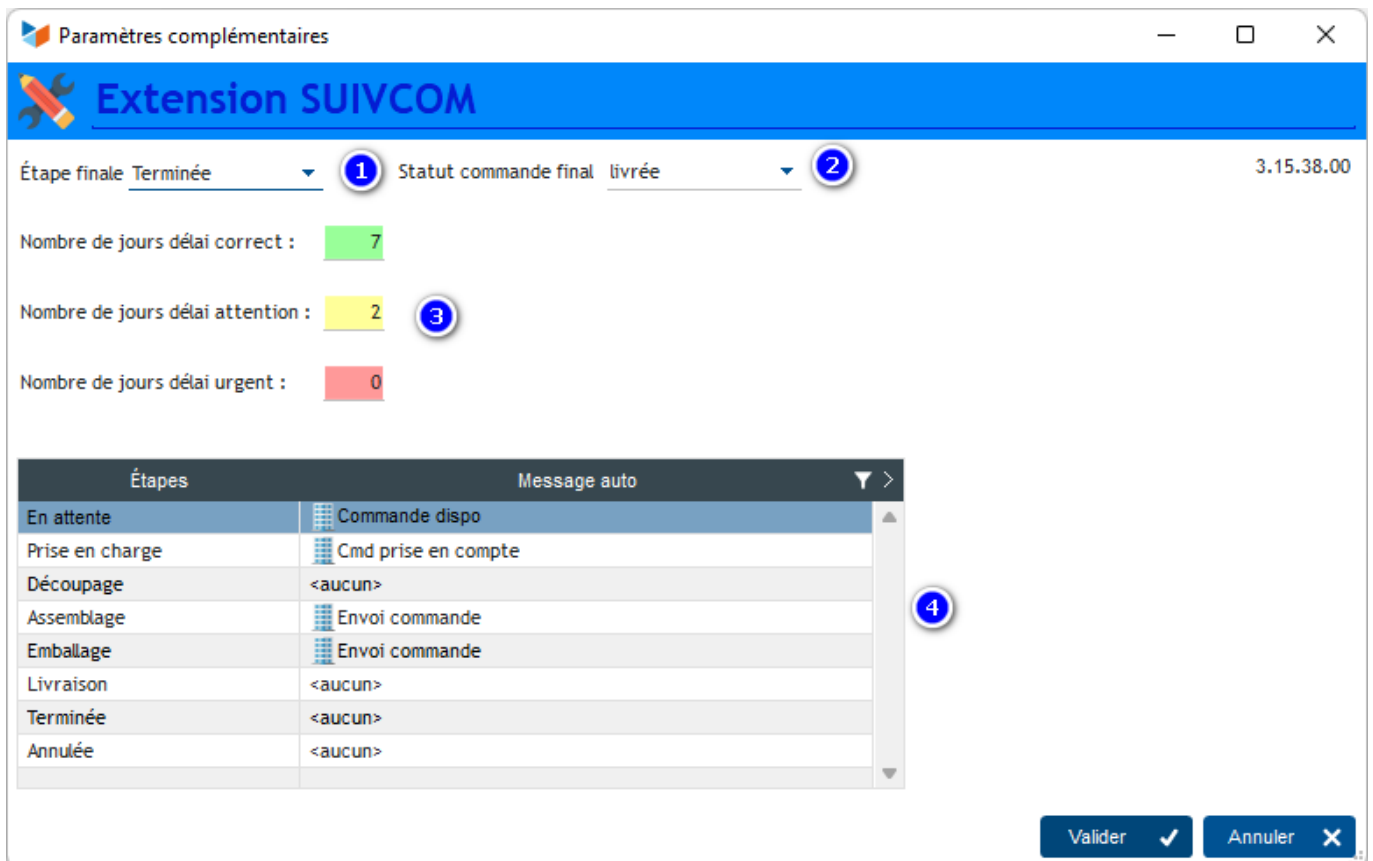 Paramètres complémentaires
Extension SUIVCOM
Étape finale Terminée 1 Statut commande final livrée 2 3.15.38.00
Nombre de jours délai correct : 7
Nombre de jours délai attention : 2 3
Nombre de jours délai urgent : 0
Étapes Message auto
En attente Commande dispo
Prise en charge Cmd prise en compte
Découpage <aucun>
Assemblage Envoi commande
4
Emballage Envoi commande
Livraison <aucun>
Terminée <aucun>
Annulée <aucun>
Valider Annuler